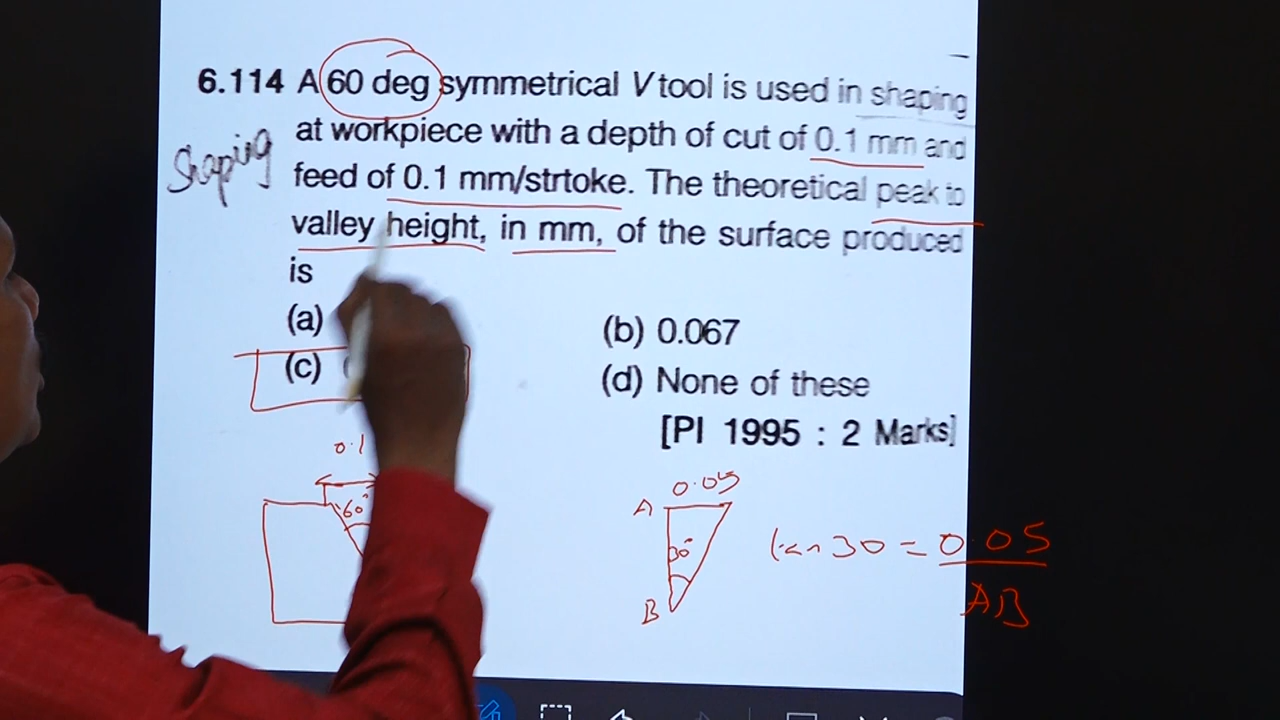 6.114 A 60 deg symmetrical V tool is used in shaping
at workpiece with a depth of cut of 0.1 mm and
Shaping
feed of 0.1 mm/strtoke. The theoretical peak to
valley height, in mm, of the surface produced
is
(a)
(b) 0.067
(c)
(d) None of these
[PI 1995 : 2 Marks]
0.1
60°
0.05
A
30°
B
tan 30 = 0.05
AB